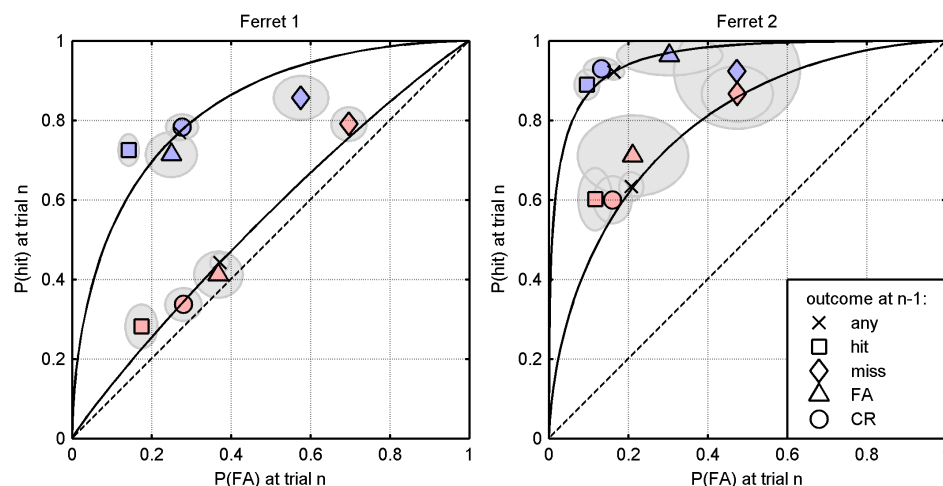 Ferret 1
1
0.8
0.6
0.4
0.2
0
0.2
0.4
0.6
0.8
1
P(hit) at trial n
P(FA) at trial n
Ferret 2
1
0.8
0.6
0.4
0.2
0
0.2
0.4
0.6
0.8
1
P(hit) at trial n
P(FA) at trial n
outcome at n-1:
any
hit
miss
FA
CR